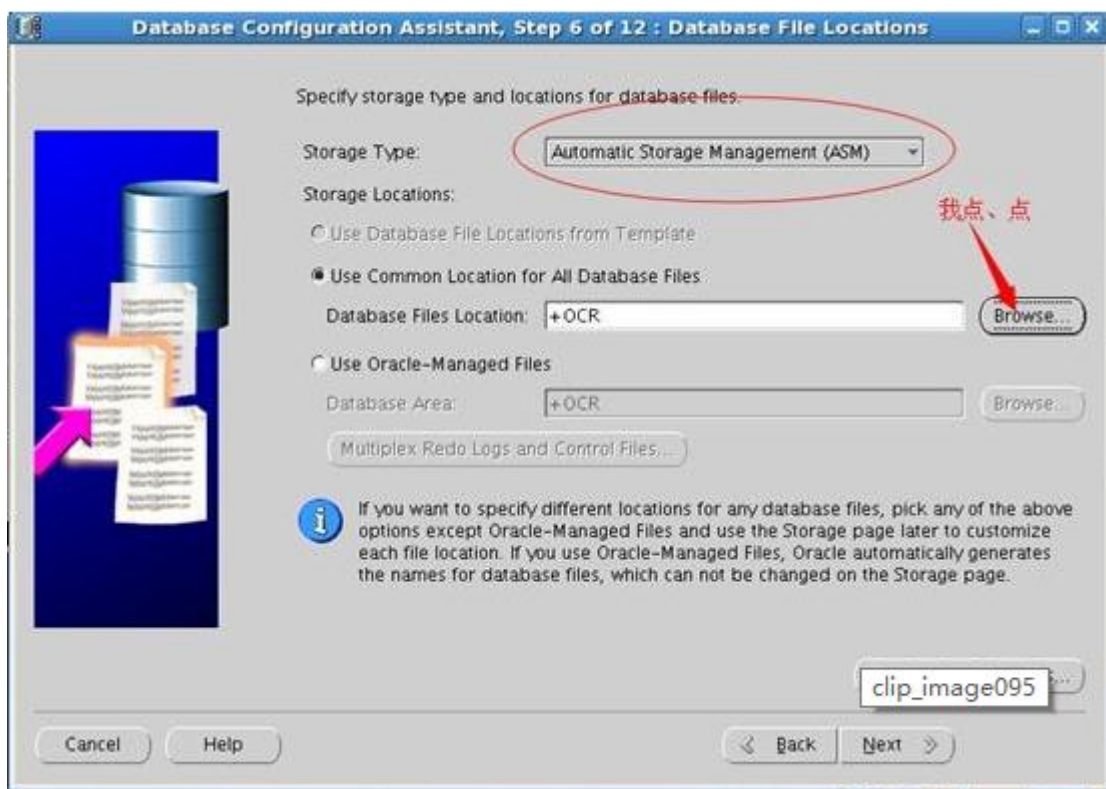 Database Configuration Assistant, Step 6 of 12 : Database File Locations
Specify storage type and locations for database files.
Storage Type: Automatic Storage Management (ASM)
Storage Locations:
我点、点
Use Database File Locations from Template
Use Common Location for All Database Files
Database Files Location: +OCR Browse...
Use Oracle-Managed Files
Database Area: +OCR Browse...
Multiplex Redo Logs and Control Files...
If you want to specify different locations for any database files, pick any of the above
options except Oracle-Managed Files and use the Storage page later to customize
each file location. If you use Oracle-Managed Files, Oracle automatically generates
the names for database files, which can not be changed on the Storage page.
clip_image095
Cancel Help Back Next